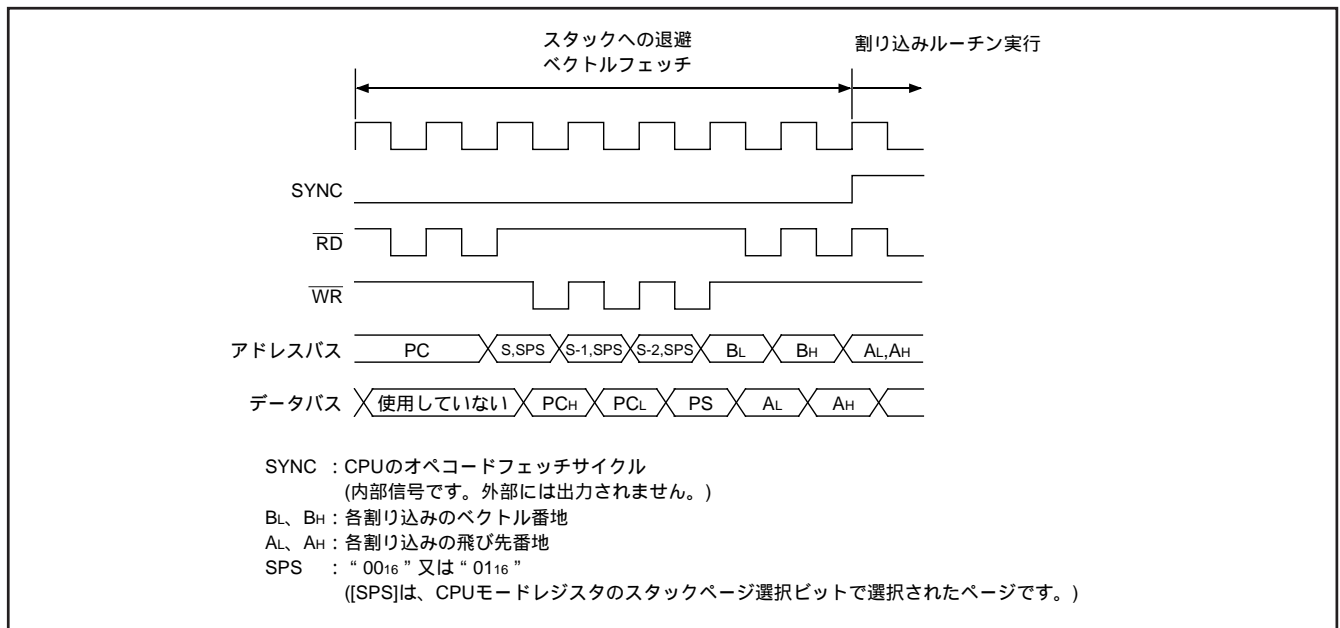 スタックへの退避
ベクトルフェッチ
割り込みルーチン実行
SYNC
RD
WR
アドレスバス PC S,SPS S-1,SPS S-2,SPS BL BH AL,AH
データバス 使用していない PCH PCL PS AL AH
SYNC : CPUのオペコードフェッチサイクル
(内部信号です。外部には出力されません。)
BL、BH : 各割り込みのベクトル番地
AL、AH : 各割り込みの飛び先番地
SPS : “ 0016 ” 又は “ 0116 ”
([SPS]は、CPUモードレジスタのスタックページ選択ビットで選択されたページです。)